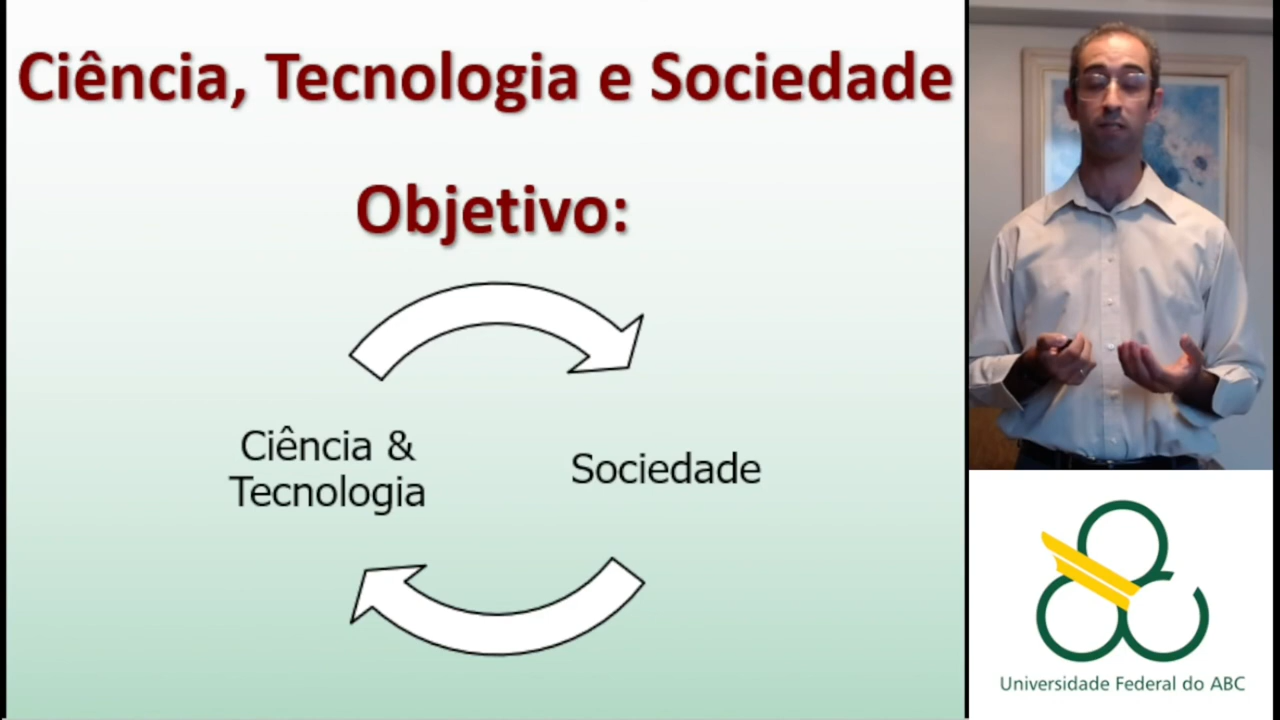 Ciência, Tecnologia e Sociedade
Objetivo:
Ciência &
Tecnologia
Sociedade
Universidade Federal do ABC